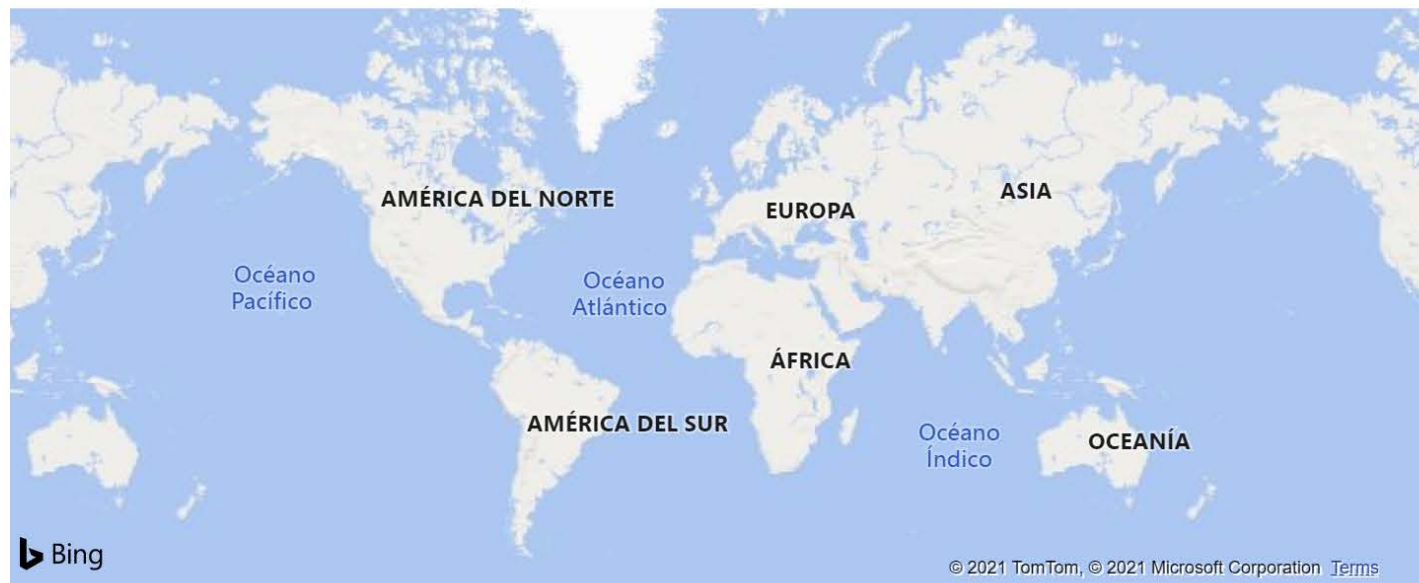 AMÉRICA DEL NORTE
EUROPA
ASIA
Océano
Pacífico
Océano
Atlántico
ÁFRICA
AMÉRICA DEL SUR
Océano
Índico
OCEANÍA
Bing
© 2021 TomTom, © 2021 Microsoft Corporation Terms